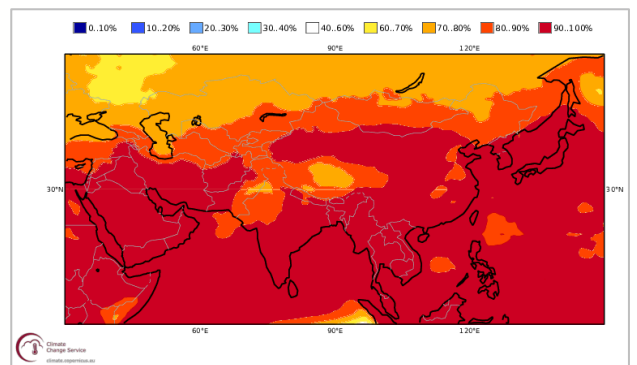 0..10% 10..20% 20..30% 30..40% 40..60% 60..70% 70..80% 80..90% 90..100%
60°E 90°E 120°E
30°N 30°N
60°E 90°E 120°E
Climate
Change Service
climate.copernicus.eu